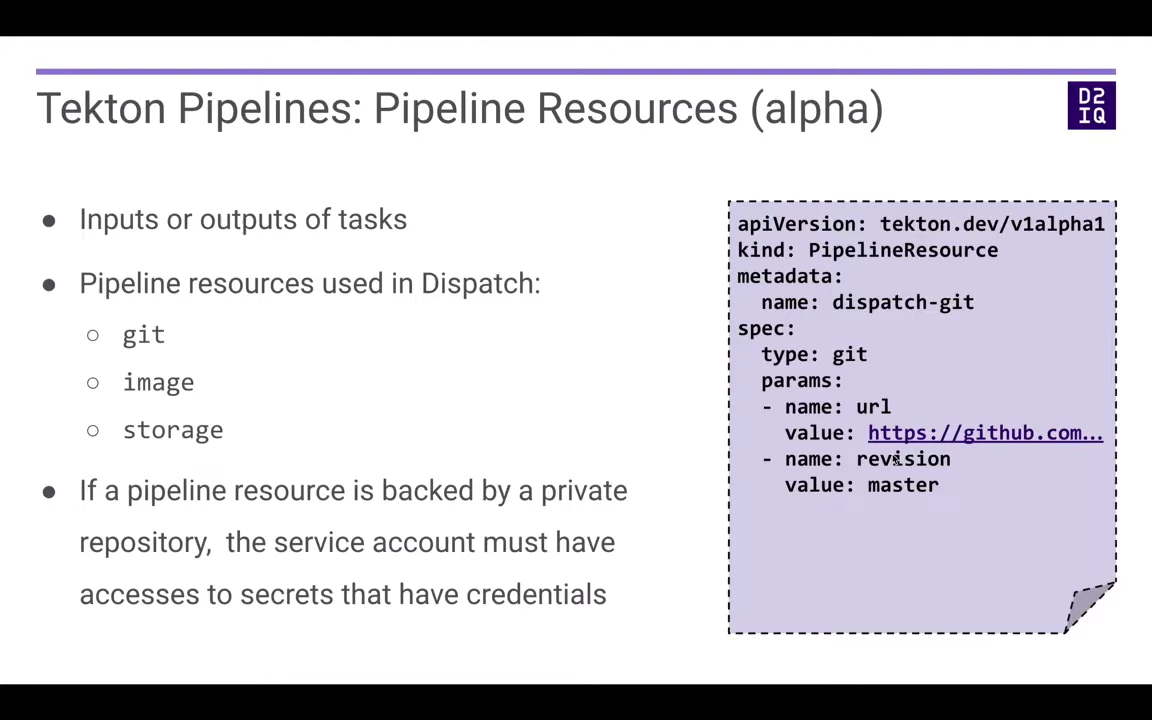 Tekton Pipelines: Pipeline Resources (alpha)
D2
IQ
● Inputs or outputs of tasks
● Pipeline resources used in Dispatch:
○ git
○ image
○ storage
● If a pipeline resource is backed by a private
repository, the service account must have
accesses to secrets that have credentials
apiVersion: tekton.dev/v1alpha1
kind: PipelineResource
metadata:
  name: dispatch-git
spec:
  type: git
  params:
  - name: url
    value: https://github.com...
  - name: revision
    value: master